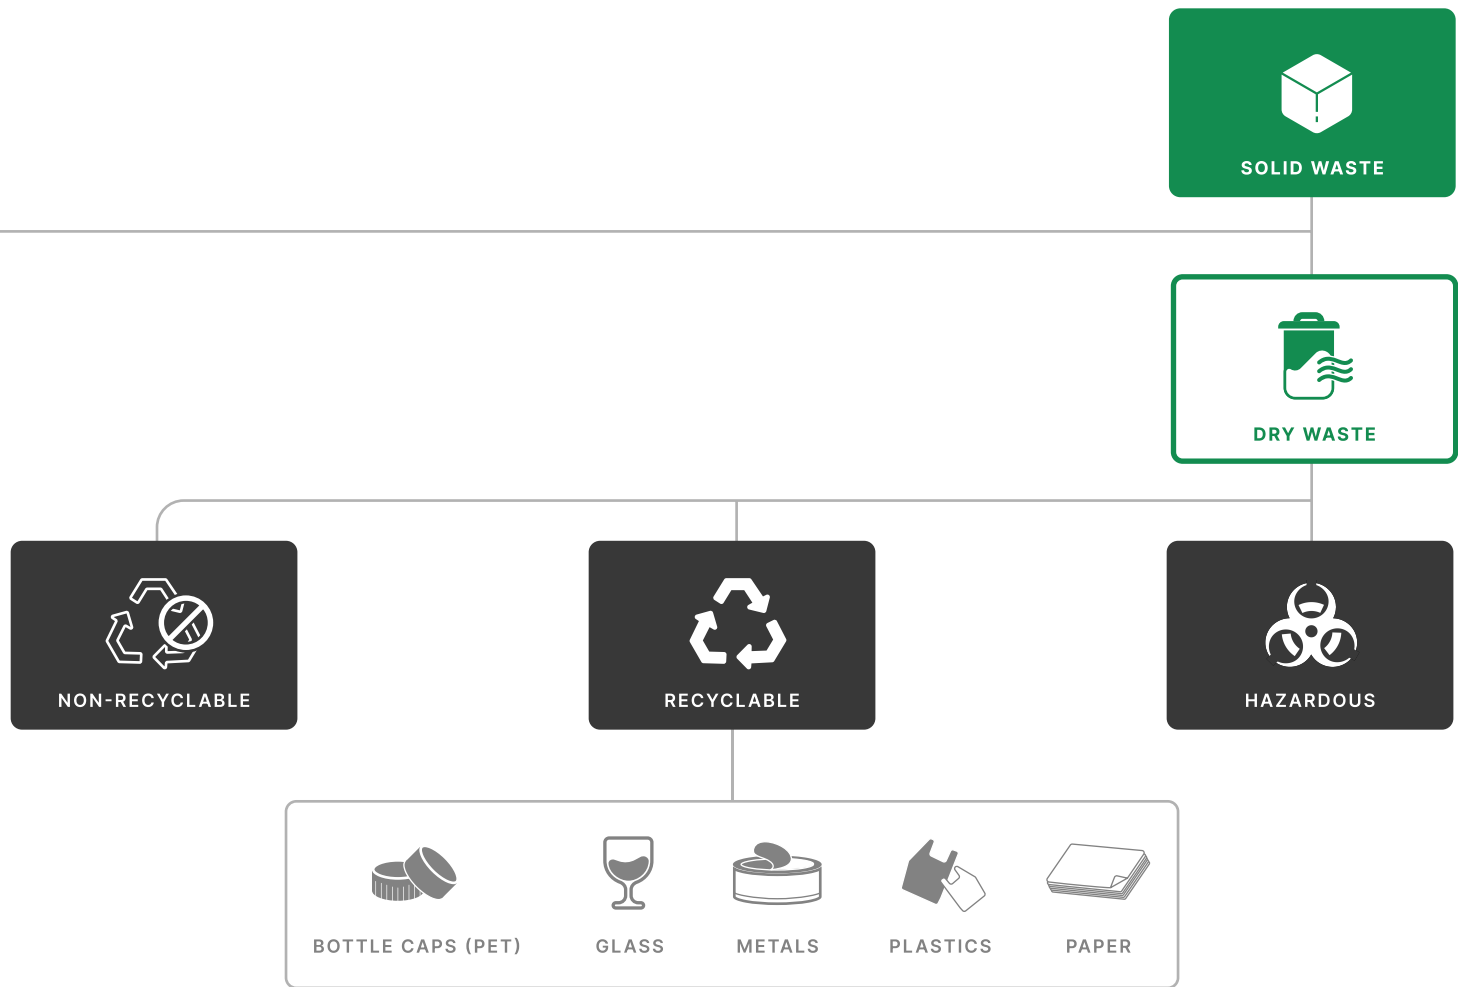 SOLID WASTE
DRY WASTE
NON-RECYCLABLE
RECYCLABLE
HAZARDOUS
BOTTLE CAPS (PET)
GLASS
METALS
PLASTICS
PAPER